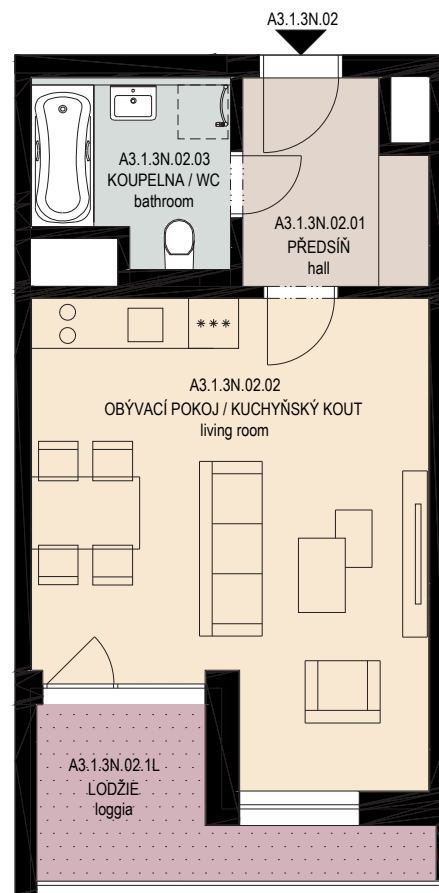 A3.1.3N.02
A3.1.3N.02.03
KOUPELNA / WC
bathroom
A3.1.3N.02.01
PŘEDSÍŇ
hall
***
A3.1.3N.02.02
OBÝVACÍ POKOJ / KUCHYŇSKÝ KOUT
living room
A3.1.3N.02.1L
LODŽIE
loggia